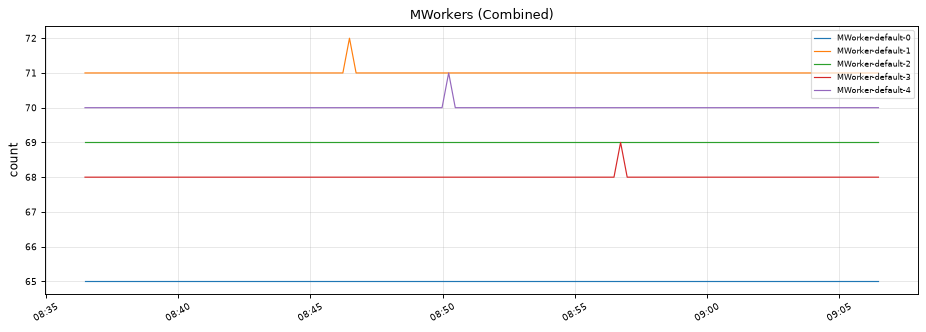 MWorkers (Combined)
MWorker-default-0
MWorker-default-1
MWorker-default-2
MWorker-default-3
MWorker-default-4
count
72
71
70
69
68
67
66
65
08:35
08:40
08:45
08:50
08:55
09:00
09:05